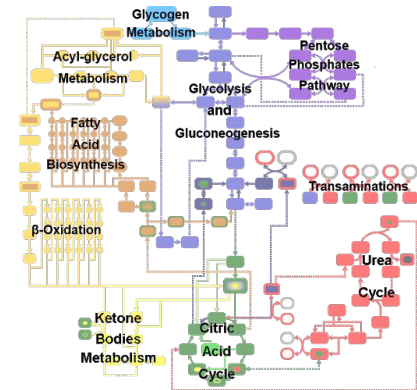 Glycogen
Metabolism
Pentose
Phosphates
Pathway
Acyl-glycerol
Metabolism
Glycolysis
and
Gluconeogenesis
Fatty
Acid
Biosynthesis
Transaminations
β-Oxidation
Urea
Cycle
Ketone
Bodies
Metabolism
Citric
Acid
Cycle